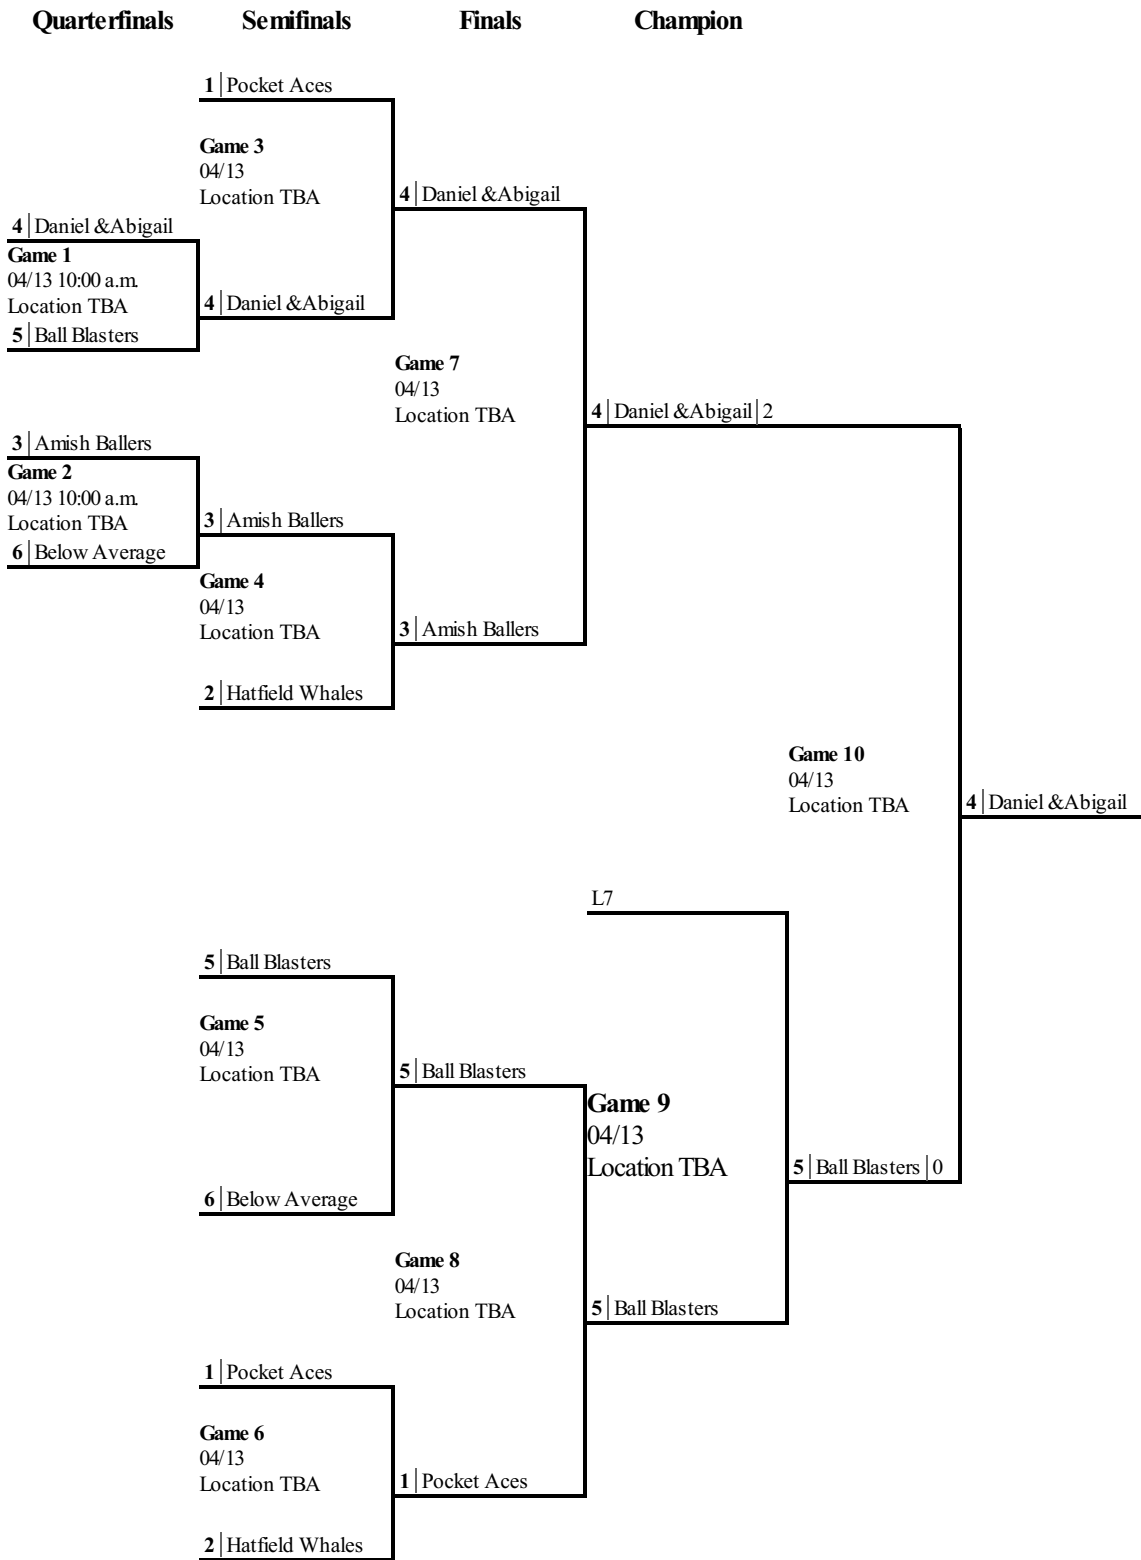 Quarterfinals Semifinals Finals Champion
1 Pocket Aces
Game 3
04/13
Location TBA
4 Daniel &Abigail
4 Daniel &Abigail
Game 1
04/13 10:00 a.m.
Location TBA
4 Daniel &Abigail
5 Ball Blasters
Game 7
04/13
Location TBA
4 Daniel &Abigail 2
3 Amish Ballers
Game 2
04/13 10:00 a.m.
Location TBA
3 Amish Ballers
6 Below Average
Game 4
04/13
Location TBA
3 Amish Ballers
2 Hatfield Whales
Game 10
04/13
Location TBA
4 Daniel &Abigail
L7
5 Ball Blasters
Game 5
04/13
Location TBA
5 Ball Blasters
Game 9
04/13
Location TBA
5 Ball Blasters 0
6 Below Average
Game 8
04/13
Location TBA
5 Ball Blasters
1 Pocket Aces
Game 6
04/13
Location TBA
1 Pocket Aces
2 Hatfield Whales